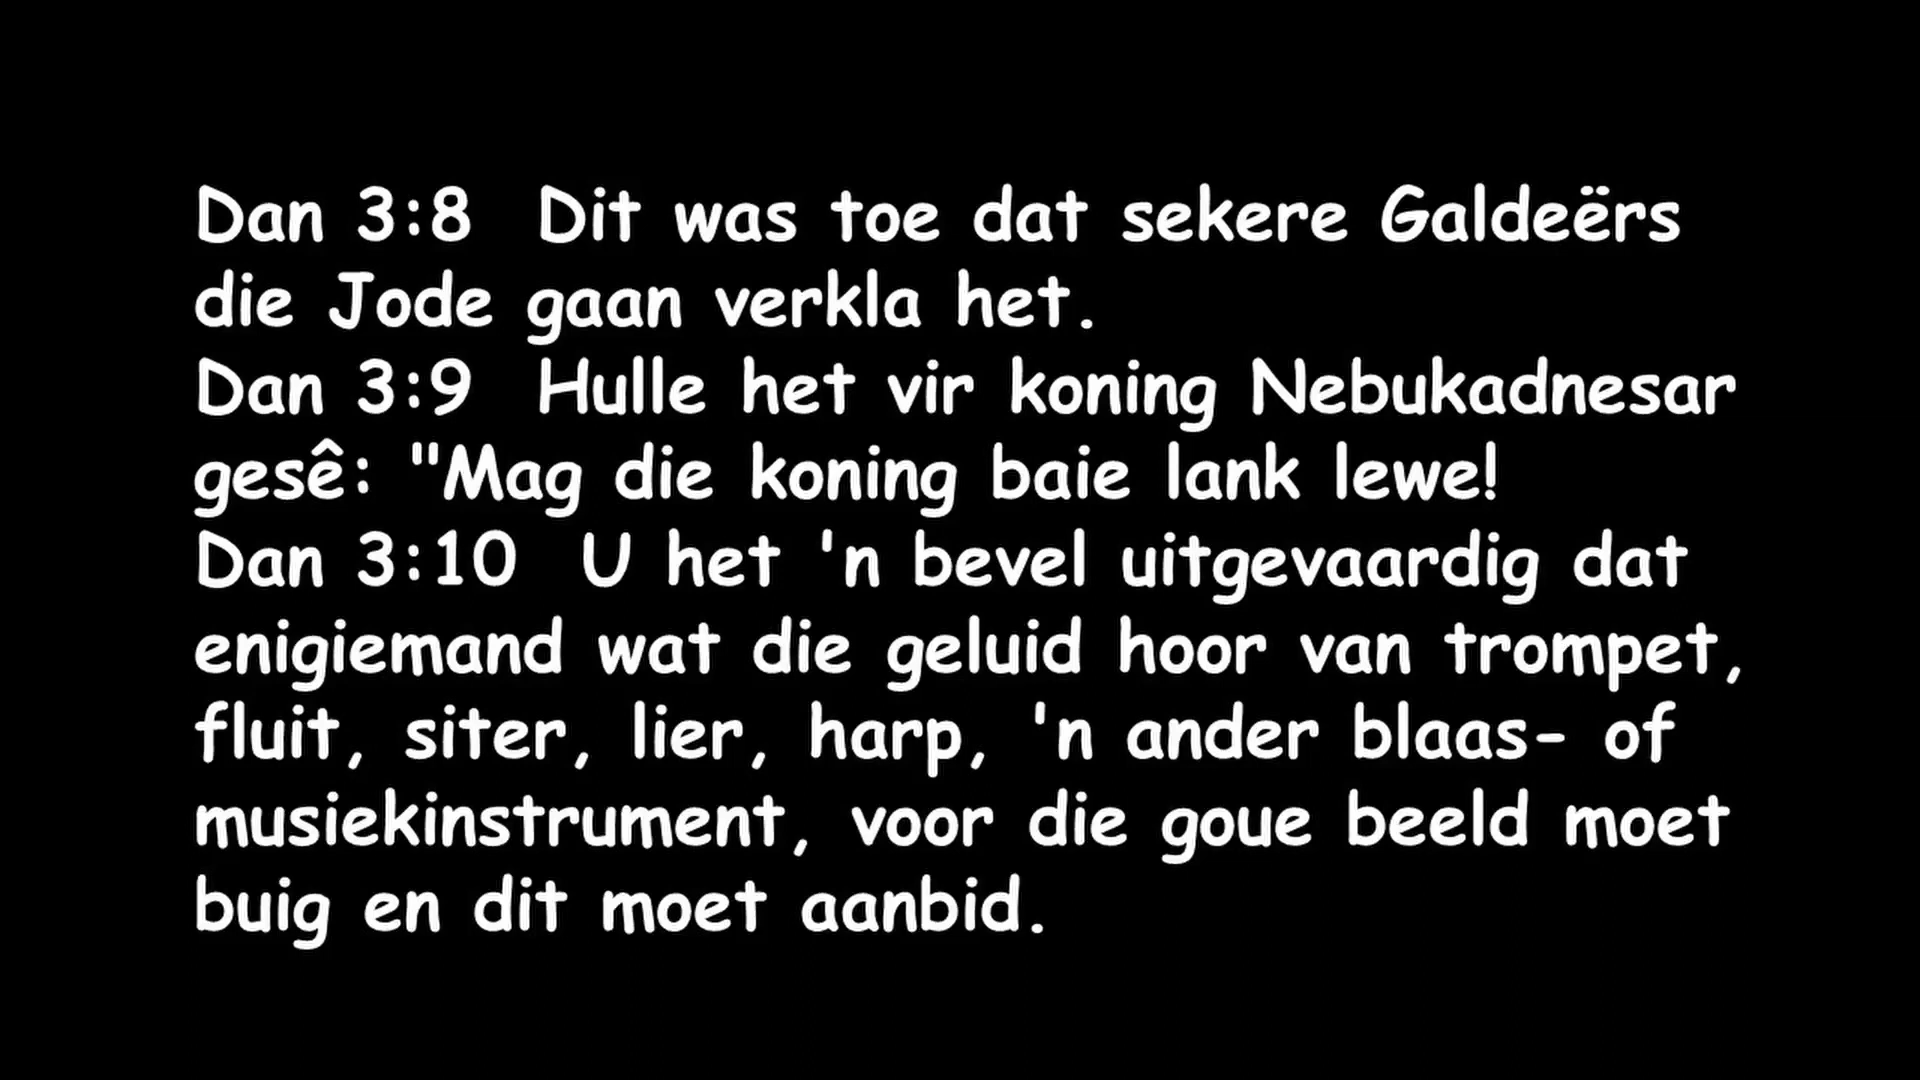 Dan 3:8  Dit was toe dat sekere Galdeërs
die Jode gaan verkla het.
Dan 3:9  Hulle het vir koning Nebukadnesar
gesê: "Mag die koning baie lank lewe!
Dan 3:10  U het 'n bevel uitgevaardig dat
enigiemand wat die geluid hoor van trompet,
fluit, siter, lier, harp, 'n ander blaas- of
musiekinstrument, voor die goue beeld moet
buig en dit moet aanbid.